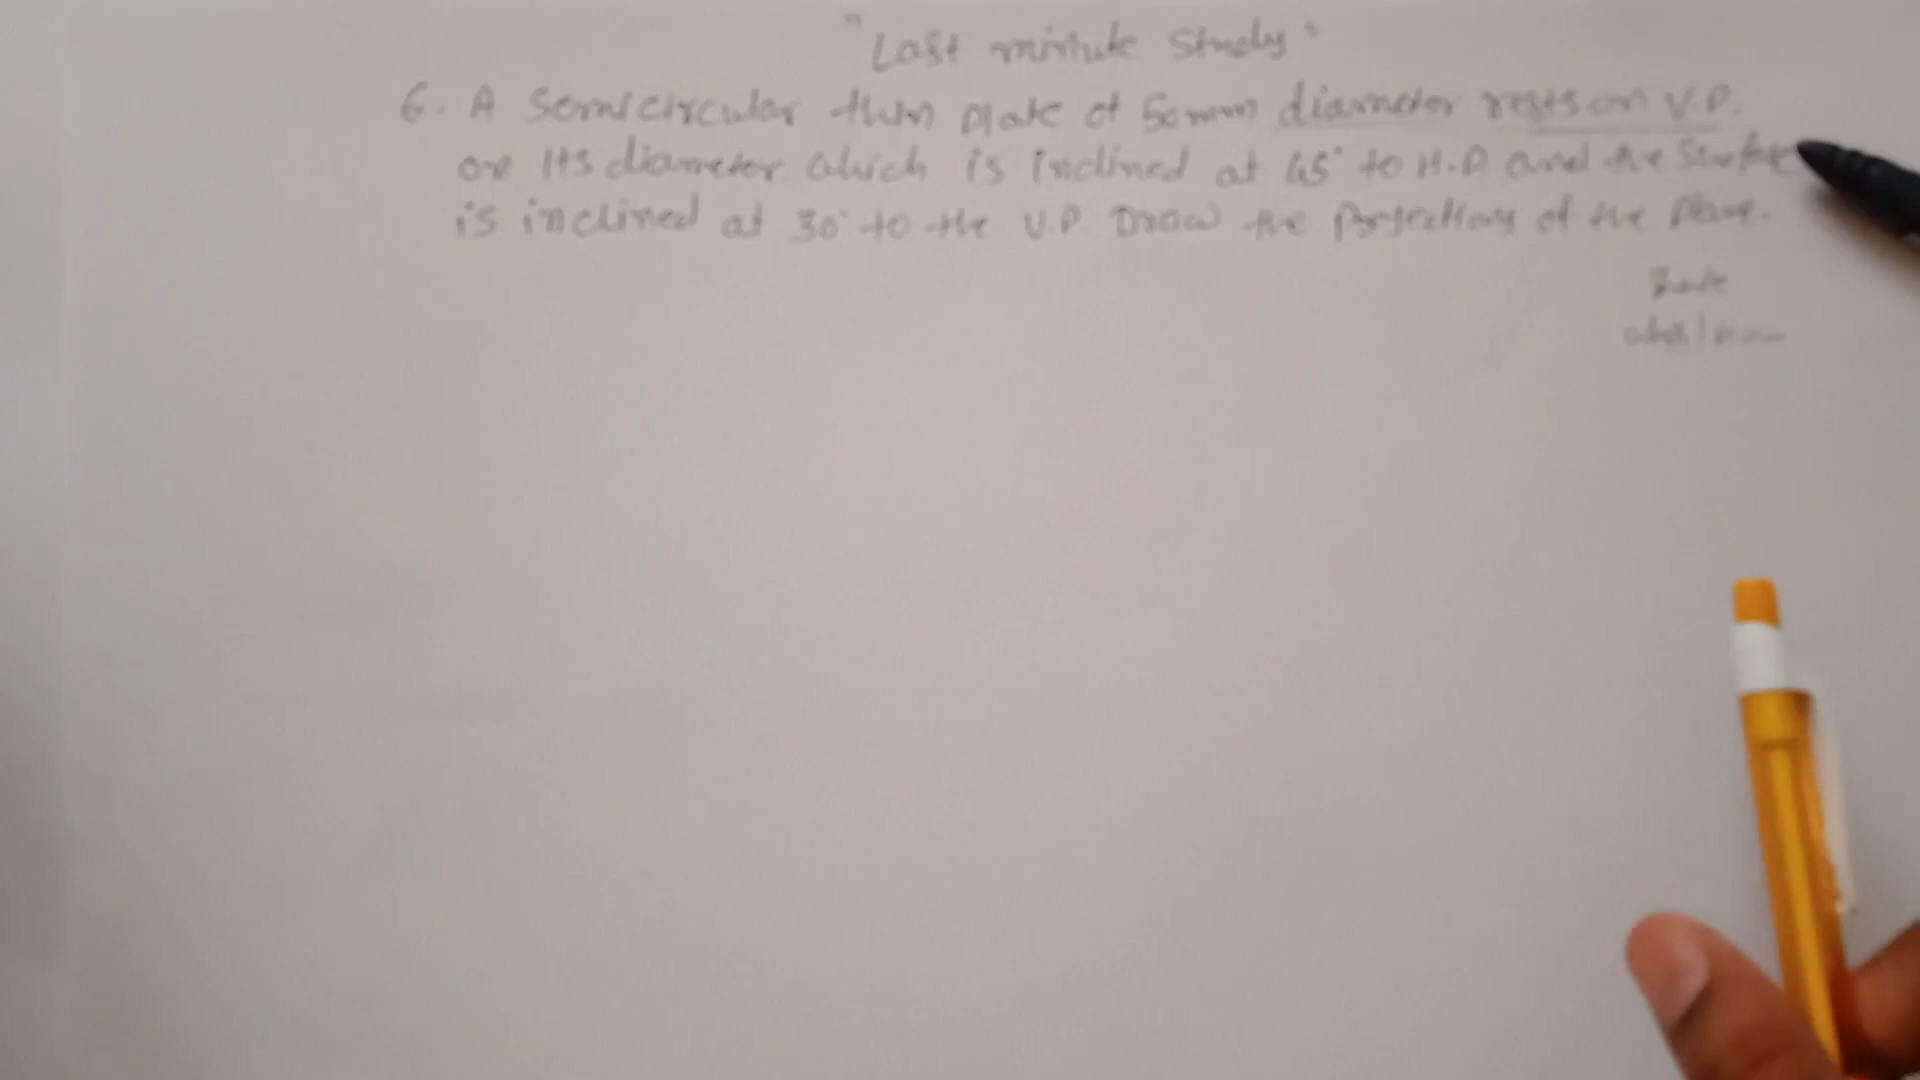 "Last minute Study"
6. A Semicircular thin plate of 50mm diameter rests on V.P.
on its diameter which is inclined at 45° to H.P and the Surface
is inclined at 30° to the V.P Draw the Projections of the plane.